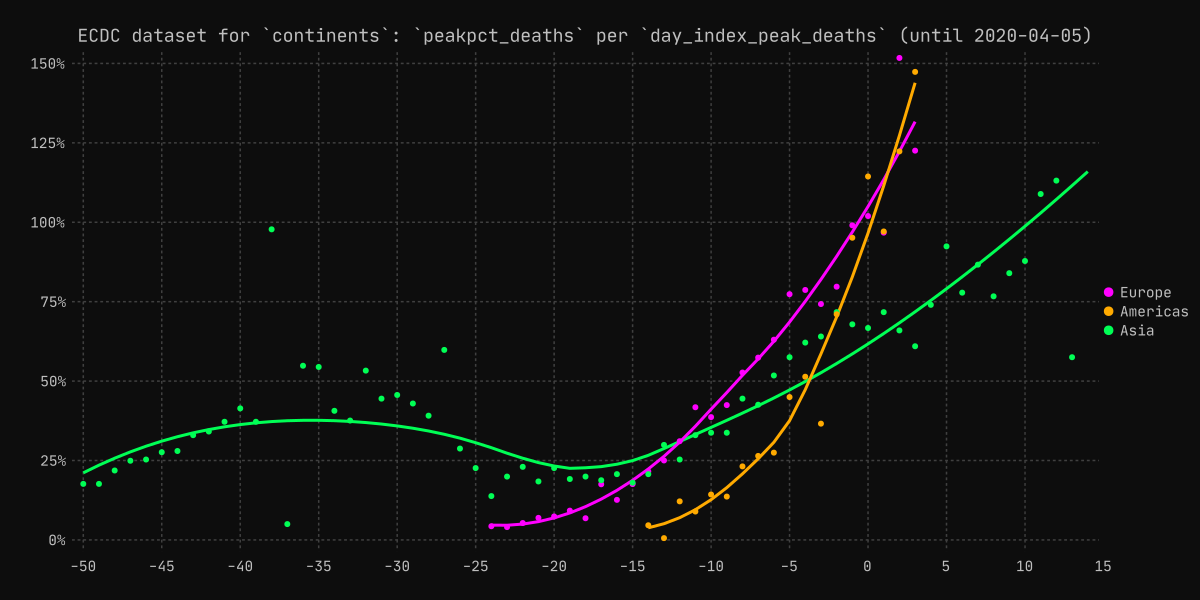 ECDC dataset for `continents`: `peakpct_deaths` per `day_index_peak_deaths` (until 2020-04-05)
150%
125%
100%
75%
50%
25%
0%
-50 -45 -40 -35 -30 -25 -20 -15 -10 -5 0 5 10 15
Europe
Americas
Asia